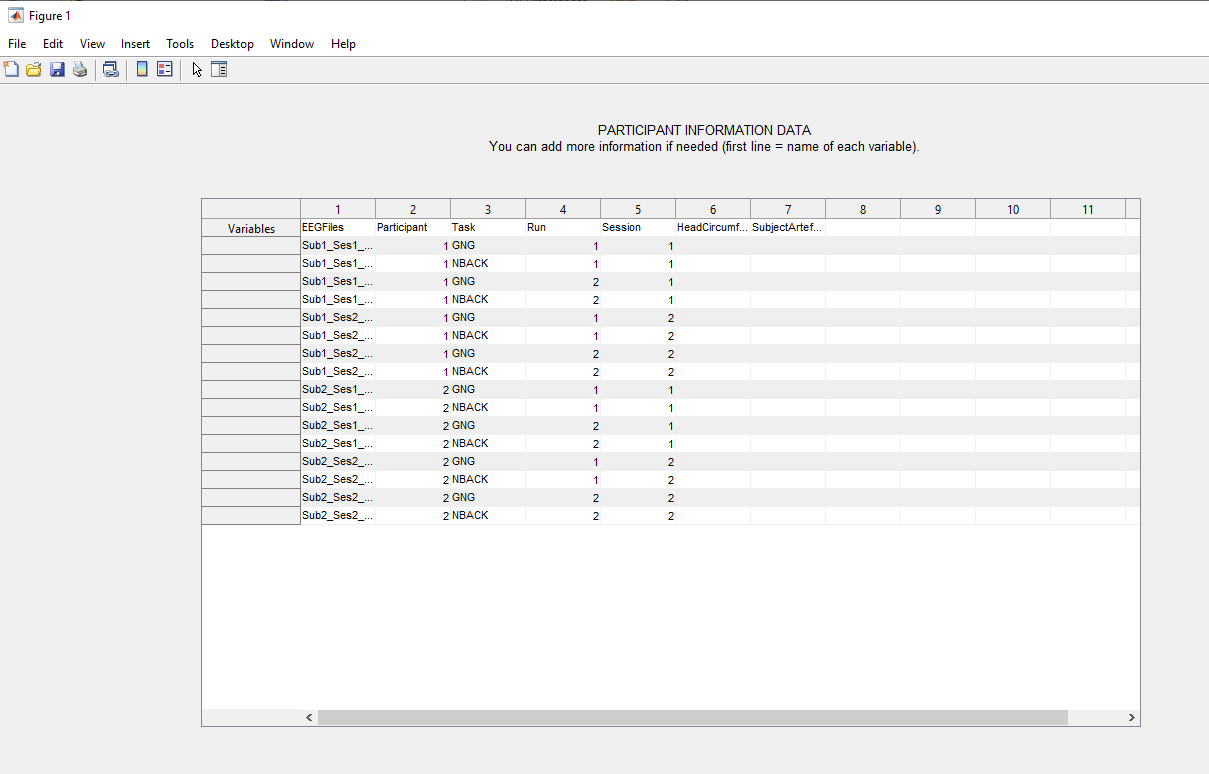 Figure 1
File Edit View Insert Tools Desktop Window Help
PARTICIPANT INFORMATION DATA
You can add more information if needed (first line = name of each variable).
1 2 3 4 5 6 7 8 9 10 11
Variables EEGFiles Participant Task Run Session HeadCircumf... SubjectArtef...
Sub1_Ses1_... 1 GNG 1 1
Sub1_Ses1_... 1 NBACK 1 1
Sub1_Ses1_... 1 GNG 2 1
Sub1_Ses1_... 1 NBACK 2 1
Sub1_Ses2_... 1 GNG 1 2
Sub1_Ses2_... 1 NBACK 1 2
Sub1_Ses2_... 1 GNG 2 2
Sub1_Ses2_... 1 NBACK 2 2
Sub2_Ses1_... 2 GNG 1 1
Sub2_Ses1_... 2 NBACK 1 1
Sub2_Ses1_... 2 GNG 2 1
Sub2_Ses1_... 2 NBACK 2 1
Sub2_Ses2_... 2 GNG 1 2
Sub2_Ses2_... 2 NBACK 1 2
Sub2_Ses2_... 2 GNG 2 2
Sub2_Ses2_... 2 NBACK 2 2